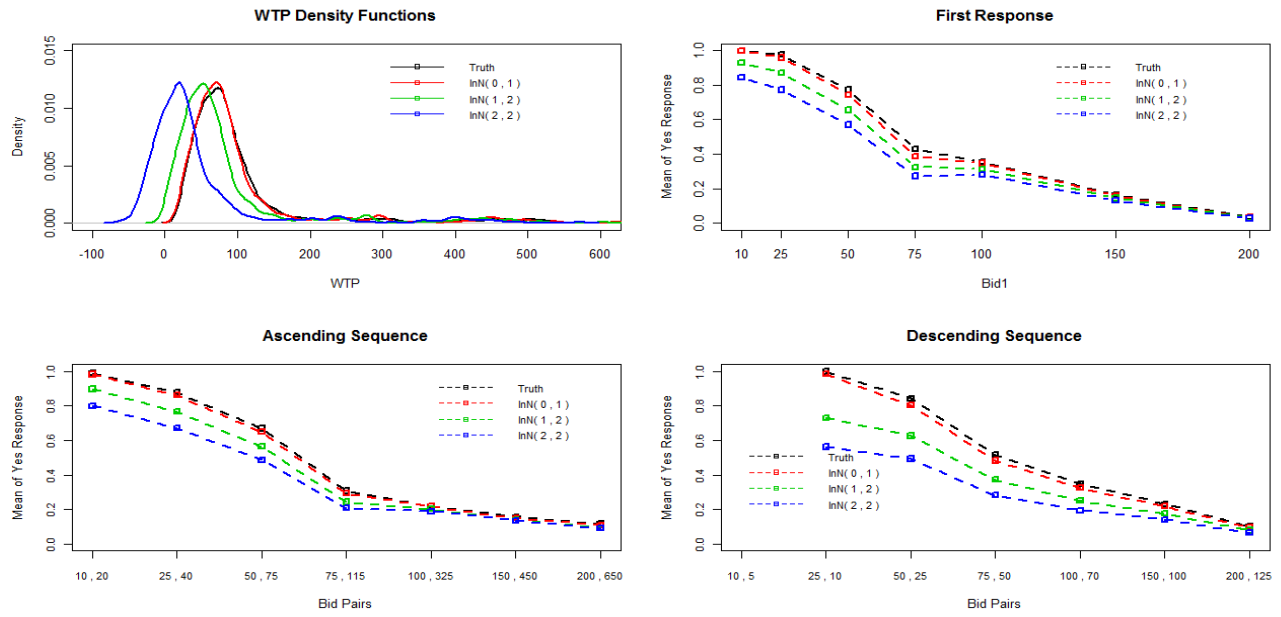 WTP Density Functions
Density
0.000 0.005 0.010 0.015
Truth
lnN( 0 , 1 )
lnN( 1 , 2 )
lnN( 2 , 2 )
-100 0 100 200 300 400 500 600
WTP
First Response
Mean of Yes Response
0.0 0.2 0.4 0.6 0.8 1.0
Truth
lnN( 0 , 1 )
lnN( 1 , 2 )
lnN( 2 , 2 )
10 25 50 75 100 150 200
Bid1
Ascending Sequence
Mean of Yes Response
0.0 0.2 0.4 0.6 0.8 1.0
Truth
lnN( 0 , 1 )
lnN( 1 , 2 )
lnN( 2 , 2 )
10 , 20 25 , 40 50 , 75 75 , 115 100 , 325 150 , 450 200 , 650
Bid Pairs
Descending Sequence
Mean of Yes Response
0.0 0.2 0.4 0.6 0.8 1.0
Truth
lnN( 0 , 1 )
lnN( 1 , 2 )
lnN( 2 , 2 )
10 , 5 25 , 10 50 , 25 75 , 50 100 , 70 150 , 100 200 , 125
Bid Pairs